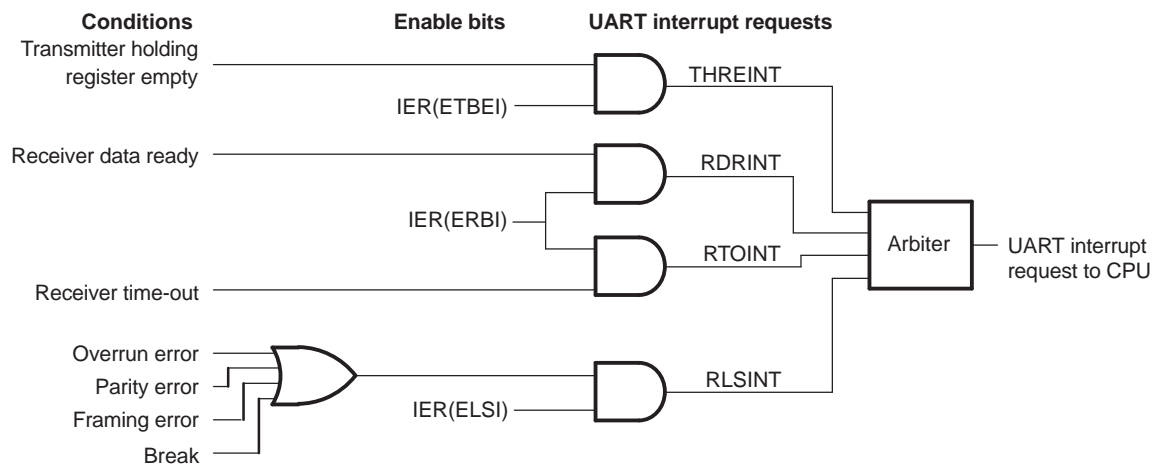 Conditions
Enable bits
UART interrupt requests
Transmitter holding
register empty
THREINT
IER(ETBEI)
Receiver data ready
RDRINT
IER(ERBI)
Arbiter
UART interrupt
request to CPU
RTOINT
Receiver time-out
Overrun error
Parity error
Framing error
Break
RLSINT
IER(ELSI)